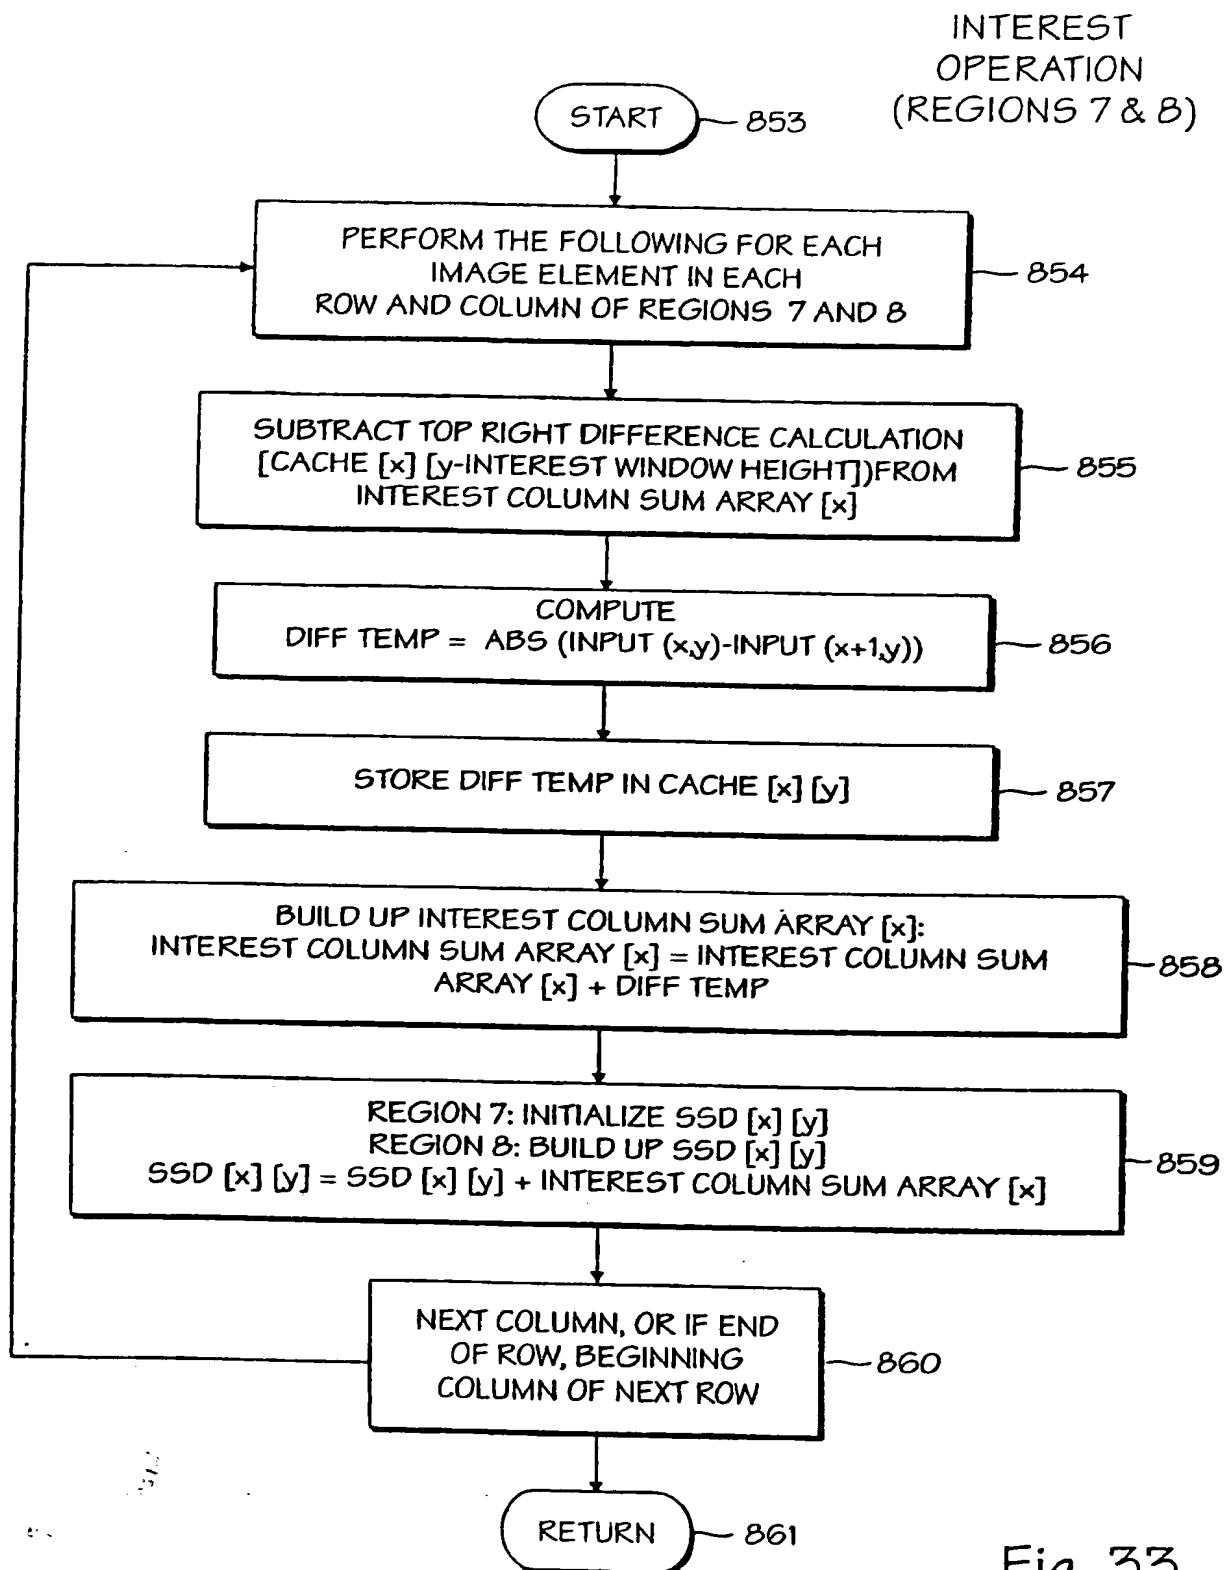 INTEREST
OPERATION
(REGIONS 7 & 8)
START
853
PERFORM THE FOLLOWING FOR EACH
IMAGE ELEMENT IN EACH
ROW AND COLUMN OF REGIONS 7 AND 8
854
SUBTRACT TOP RIGHT DIFFERENCE CALCULATION
[CACHE [x] [y-INTEREST WINDOW HEIGHT])FROM
INTEREST COLUMN SUM ARRAY [x]
855
COMPUTE
DIFF TEMP = ABS (INPUT (x,y)-INPUT (x+1,y))
856
STORE DIFF TEMP IN CACHE [x] [y]
857
BUILD UP INTEREST COLUMN SUM ARRAY [x]:
INTEREST COLUMN SUM ARRAY [x] = INTEREST COLUMN SUM
ARRAY [x] + DIFF TEMP
858
REGION 7: INITIALIZE SSD [x] [y]
REGION 8: BUILD UP SSD [x] [y]
SSD [x] [y] = SSD [x] [y] + INTEREST COLUMN SUM ARRAY [x]
859
NEXT COLUMN, OR IF END
OF ROW, BEGINNING
COLUMN OF NEXT ROW
860
RETURN
861
Fig. 33